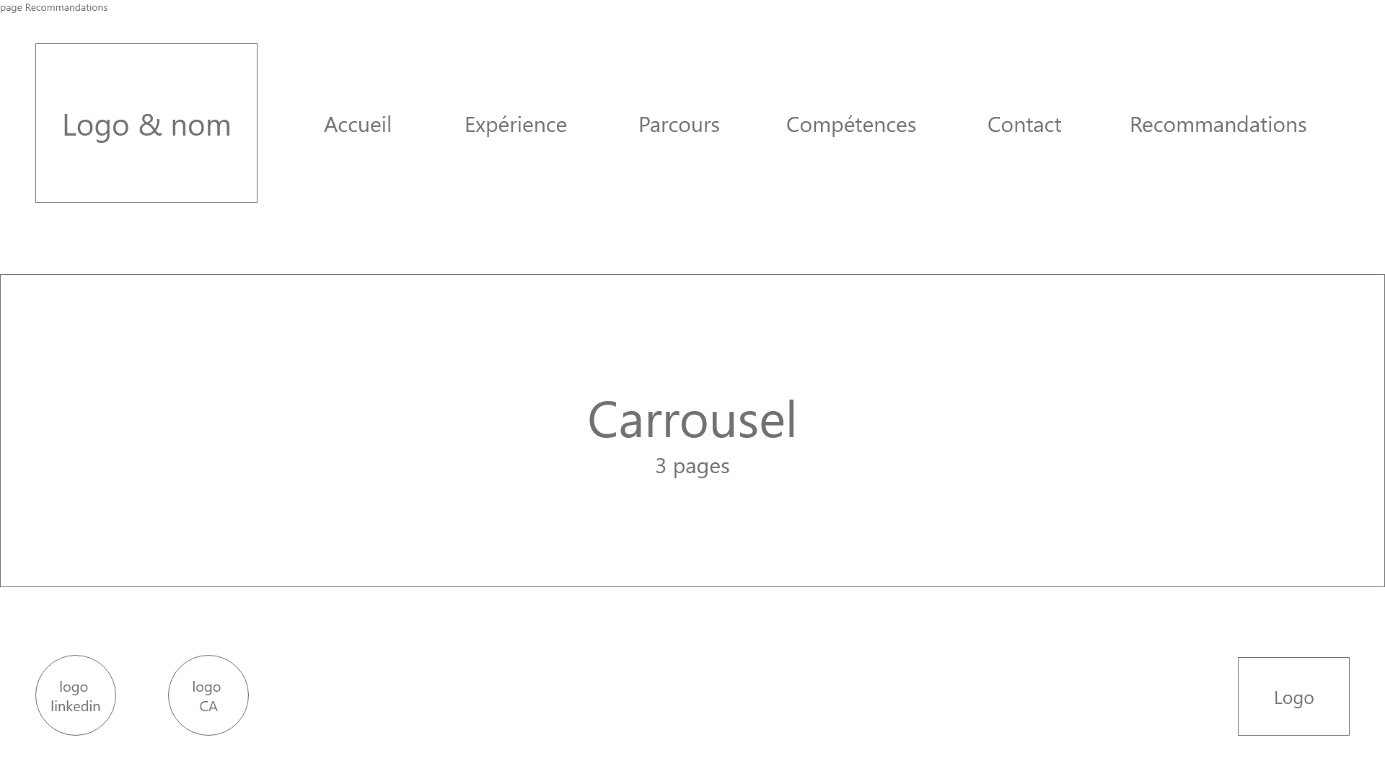 page Recommandations
Logo & nom
Accueil
Expérience
Parcours
Compétences
Contact
Recommandations
Carrousel
3 pages
logo
linkedin
logo
CA
Logo